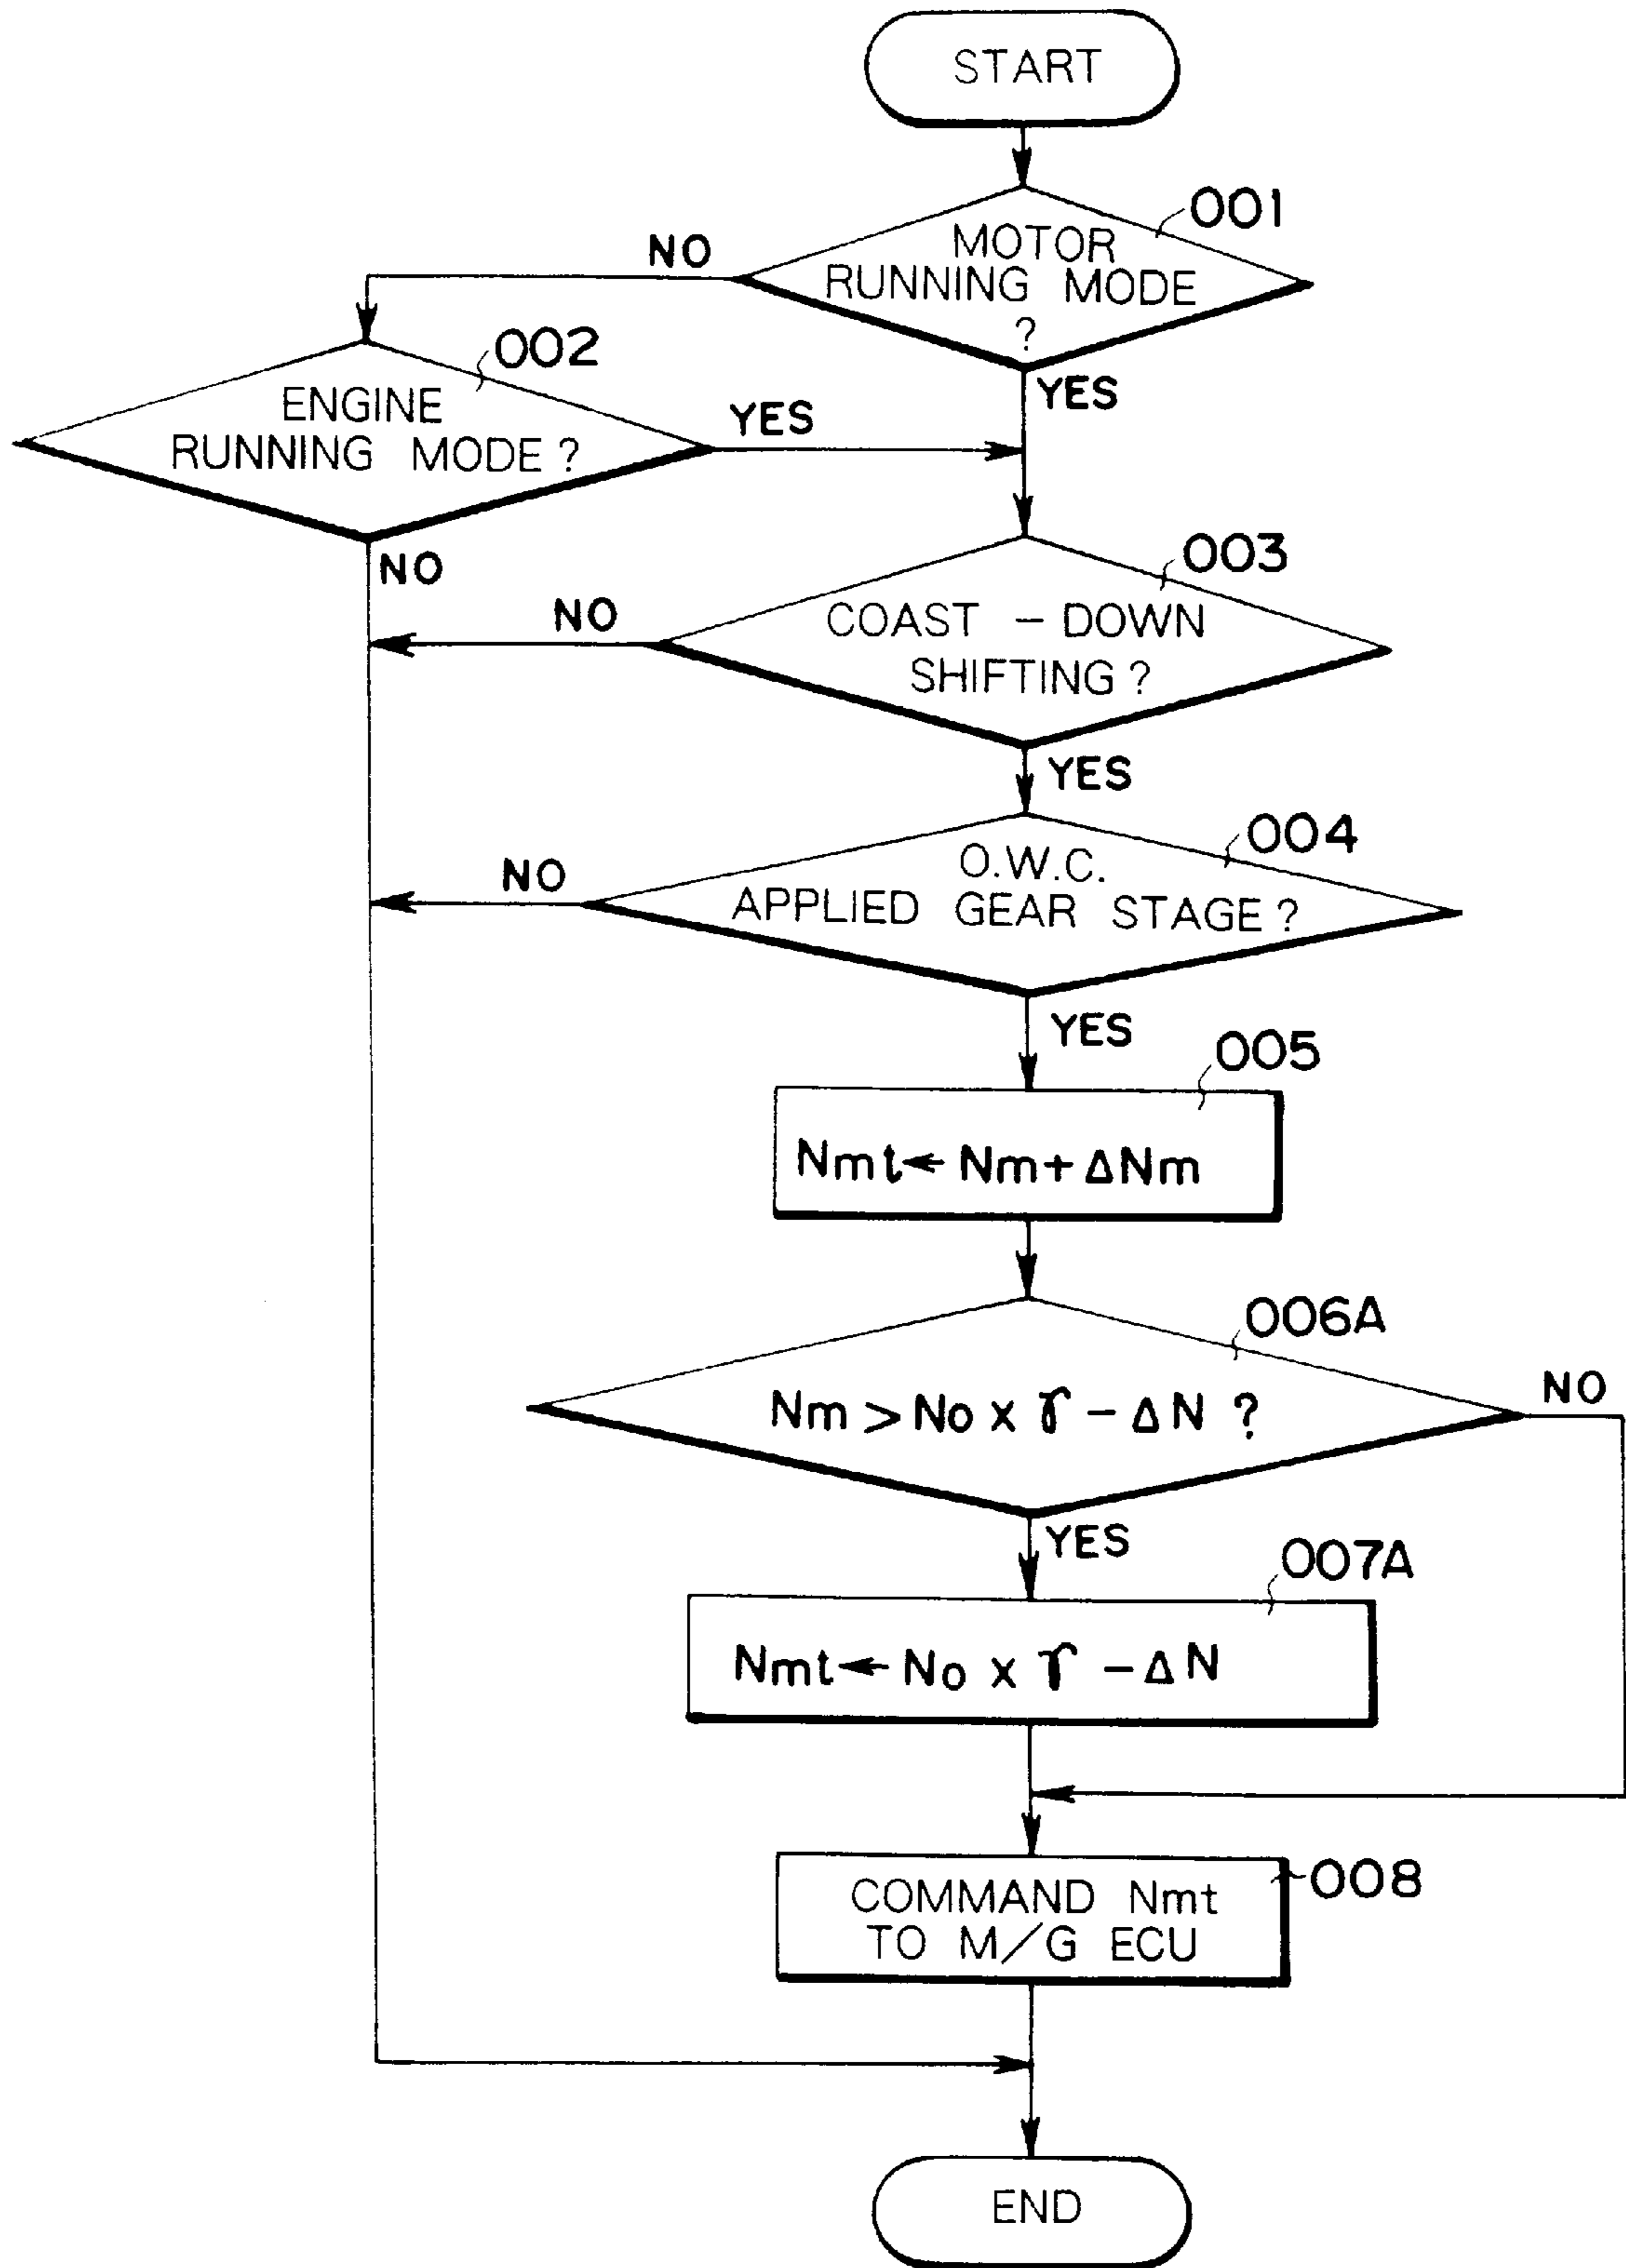 START
001
NO
MOTOR
RUNNING MODE
?
YES
002
ENGINE
RUNNING MODE ?
YES
NO
003
NO
COAST – DOWN
SHIFTING ?
YES
004
NO
O.W.C.
APPLIED GEAR STAGE ?
YES
005
Nmt ← Nm + ΔNm
006A
NO
Nm > No x γ – ΔN ?
YES
007A
Nmt ← No x γ – ΔN
008
COMMAND Nmt
TO M/G ECU
END